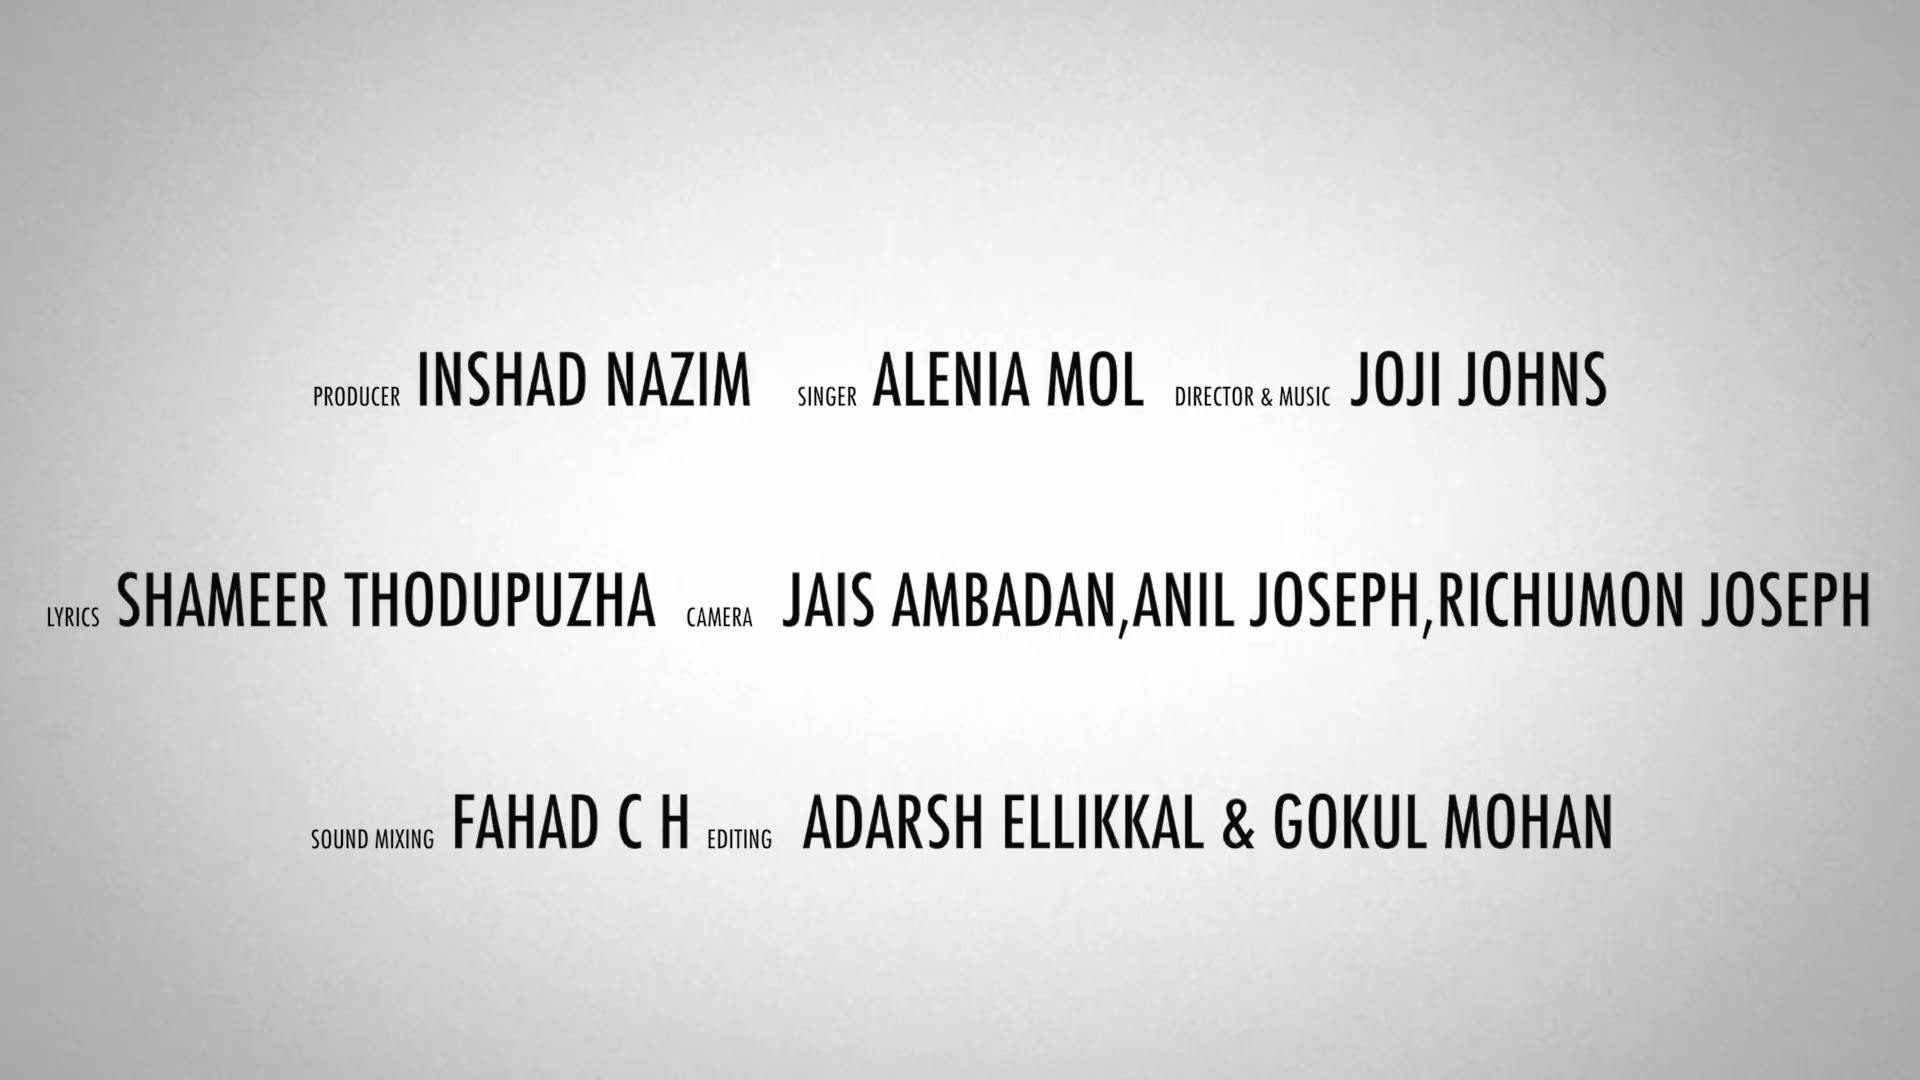 PRODUCER INSHAD NAZIM SINGER ALENIA MOL DIRECTOR & MUSIC JOJI JOHNS
LYRICS SHAMEER THODUPUZHA CAMERA JAIS AMBADAN,ANIL JOSEPH,RICHUMON JOSEPH
SOUND MIXING FAHAD C H EDITING ADARSH ELLIKKAL & GOKUL MOHAN